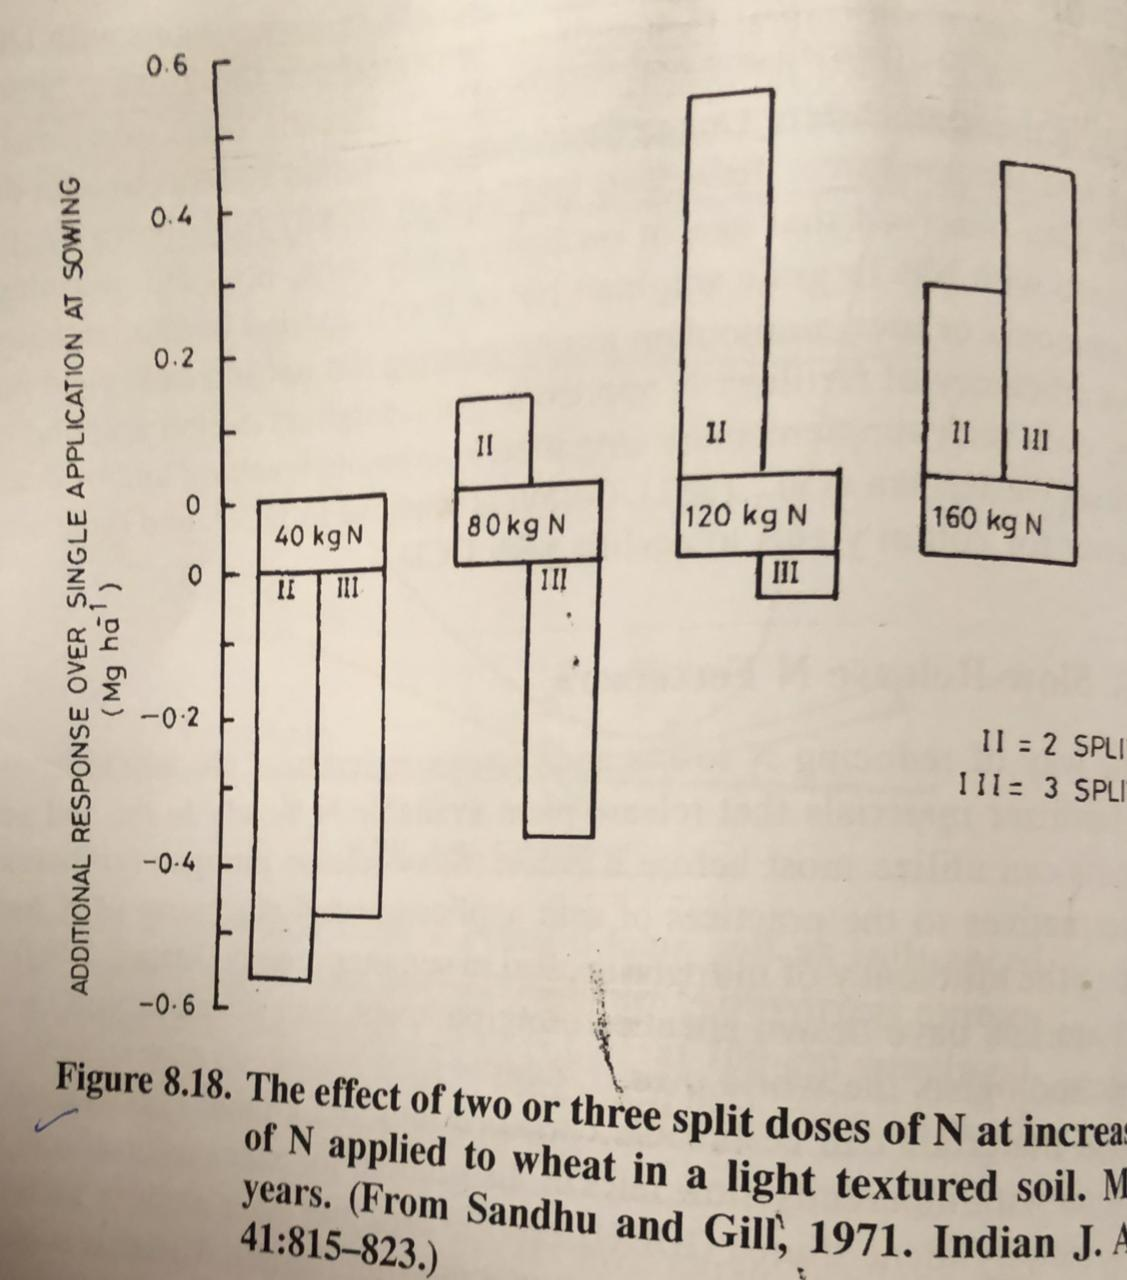 0.6
0.4
0.2
0
0
−0·2
−0·4
−0·6
ADDITIONAL RESPONSE OVER SINGLE APPLICATION AT SOWING
(Mg hā¹)
40 kg N
II III
II
80 kg N
III
II
120 kg N
III
II III
160 kg N
II = 2 SPLI
III = 3 SPLI
Figure 8.18. The effect of two or three split doses of N at increas
of N applied to wheat in a light textured soil. M
years. (From Sandhu and Gill, 1971. Indian J. A
41:815–823.)